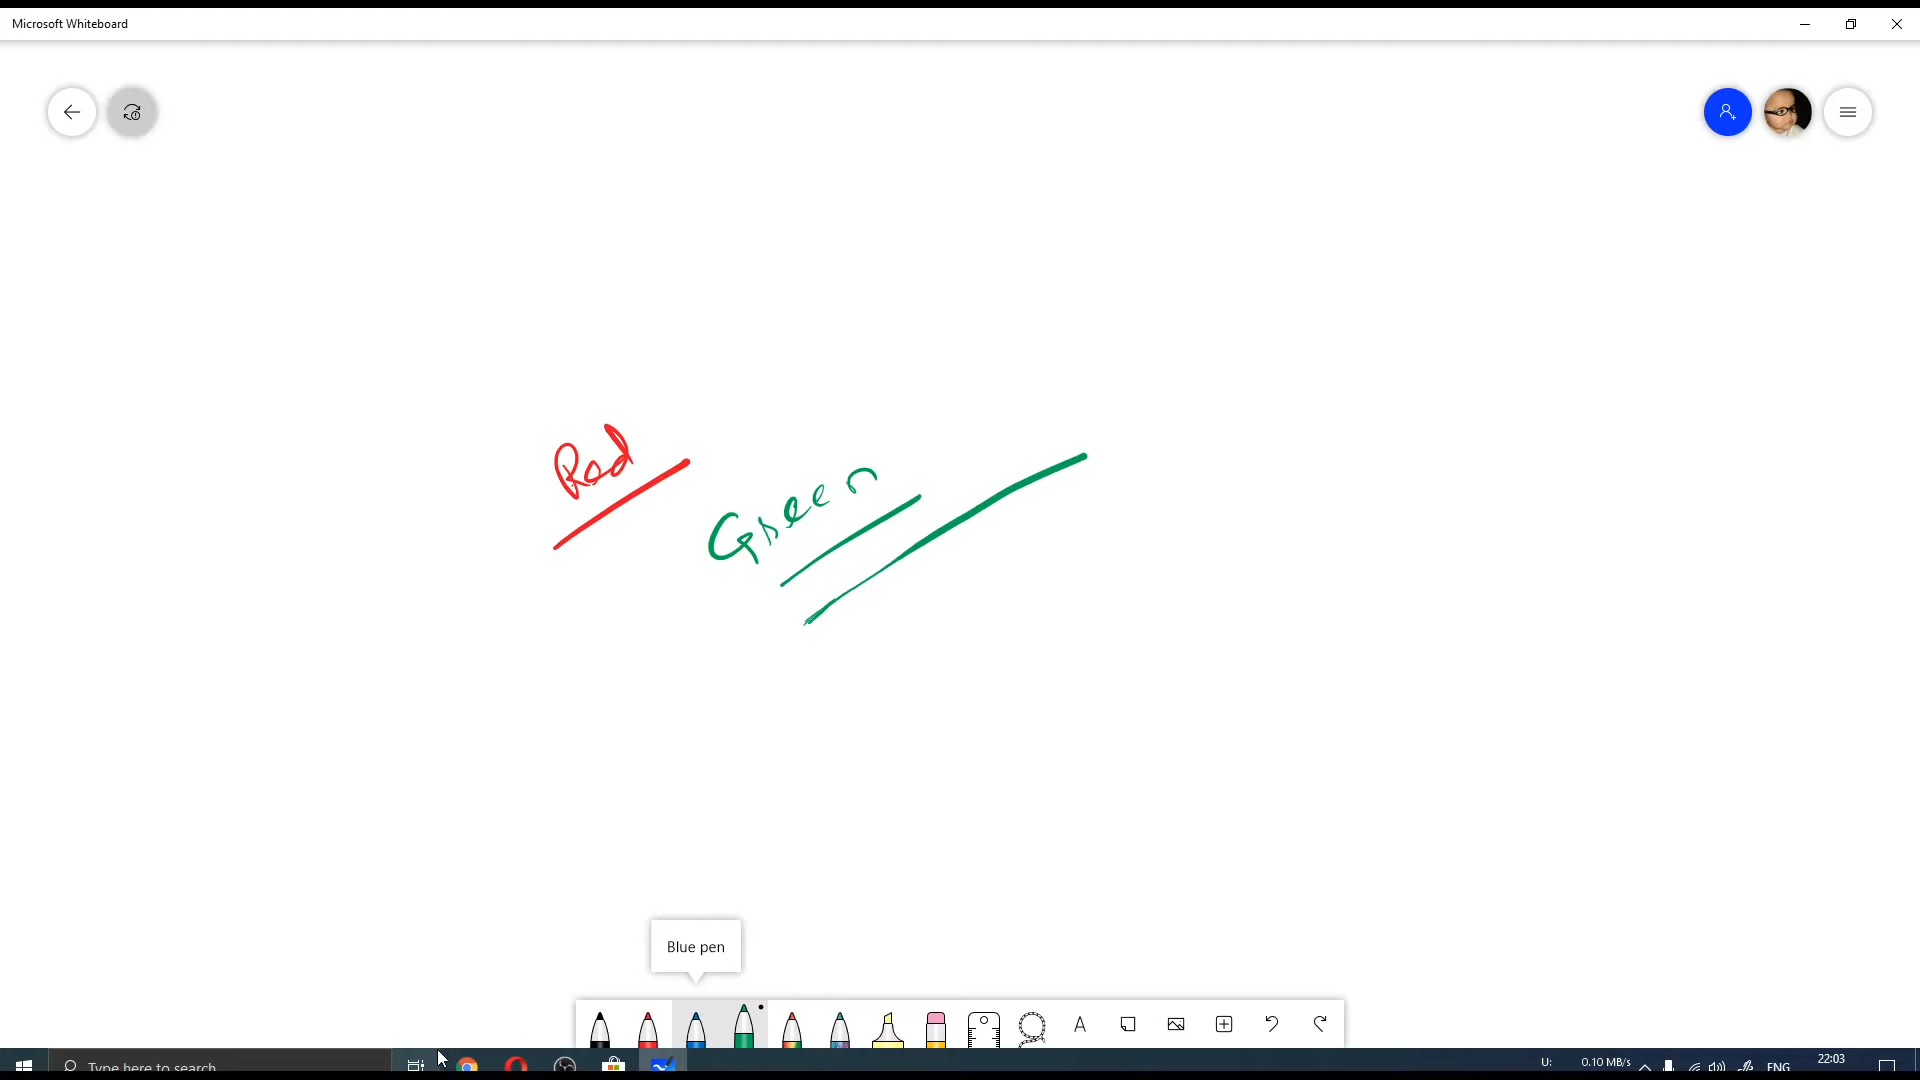 Microsoft Whiteboard
Red
Green
Blue pen
A
Type here to search
U:
0.10 MB/s
ENG
22:03